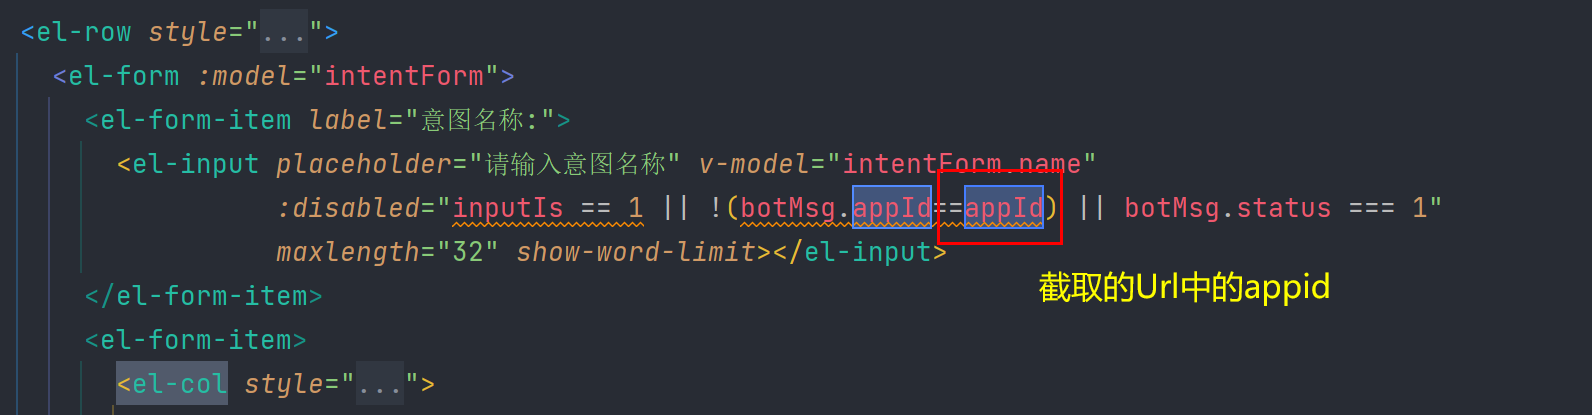 <el-row style="...">
<el-form :model="intentForm">
<el-form-item label="意图名称:">
<el-input placeholder="请输入意图名称" v-model="intentForm.name"
:disabled="inputIs == 1 || !(botMsg.appId==appId) || botMsg.status === 1"
maxlength="32" show-word-limit></el-input>
截取的Url中的appid
</el-form-item>
<el-form-item>
<el-col style="...">